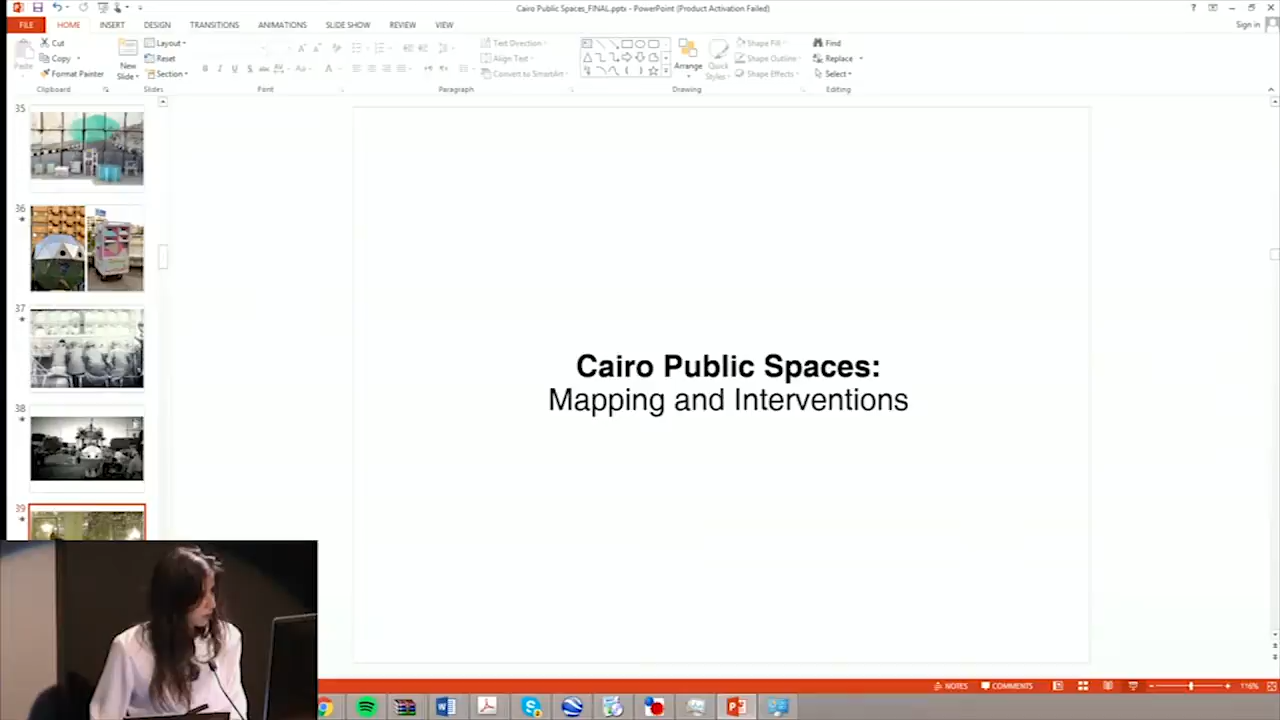 Cairo Public Spaces_FINAL.pptx - PowerPoint (Product Activation Failed)
Sign in
FILE HOME INSERT DESIGN TRANSITIONS ANIMATIONS SLIDE SHOW REVIEW VIEW
Paste
Cut
Copy
Format Painter
Clipboard
New
Slide
Layout
Reset
Section
Slides
Font
Text Direction
Align Text
Convert to SmartArt
Paragraph
Arrange
Quick
Styles
Shape Fill
Shape Outline
Shape Effects
Drawing
Find
Replace
Select
Editing
35
36
37
38
39
Cairo Public Spaces:
Mapping and Interventions
NOTES COMMENTS 116%